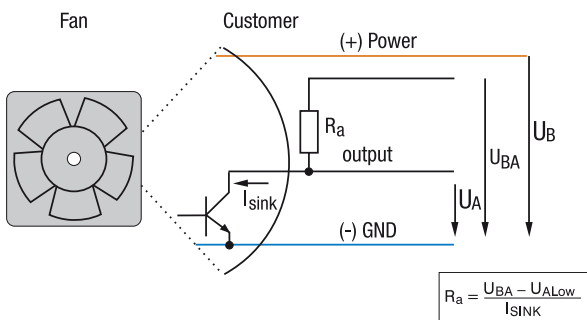 Fan
Customer
(+) Power
Ra
output
Isink
(-) GND
UA
UBA
UB
Ra = UBA – UALow
ISINK